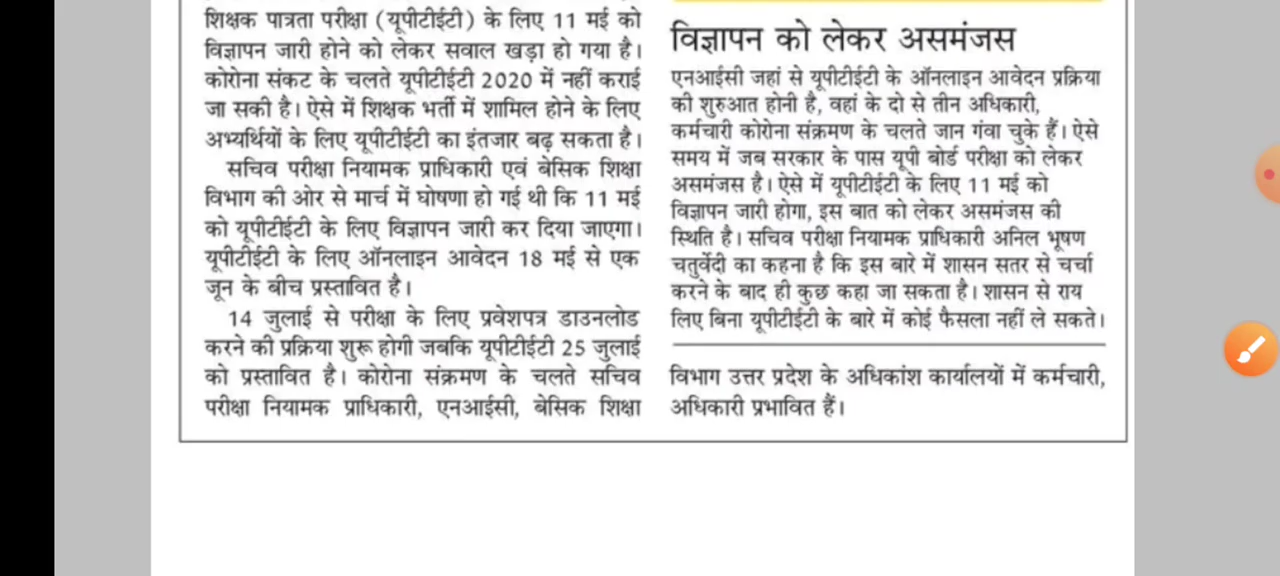 शिक्षक पात्रता परीक्षा (यूपीटीईटी) के लिए 11 मई को
विज्ञापन जारी होने को लेकर सवाल खड़ा हो गया है।
कोरोना संकट के चलते यूपीटीईटी 2020 में नहीं कराई
जा सकी है। ऐसे में शिक्षक भर्ती में शामिल होने के लिए
अभ्यर्थियों के लिए यूपीटीईटी का इंतजार बढ़ सकता है।
सचिव परीक्षा नियामक प्राधिकारी एवं बेसिक शिक्षा
विभाग की ओर से मार्च में घोषणा हो गई थी कि 11 मई
को यूपीटीईटी के लिए विज्ञापन जारी कर दिया जाएगा।
यूपीटीईटी के लिए ऑनलाइन आवेदन 18 मई से एक
जून के बीच प्रस्तावित है।
14 जुलाई से परीक्षा के लिए प्रवेशपत्र डाउनलोड
करने की प्रक्रिया शुरू होगी जबकि यूपीटीईटी 25 जुलाई
को प्रस्तावित है। कोरोना संक्रमण के चलते सचिव
परीक्षा नियामक प्राधिकारी, एनआईसी, बेसिक शिक्षा
विज्ञापन को लेकर असमंजस
एनआईसी जहां से यूपीटीईटी के ऑनलाइन आवेदन प्रक्रिया
की शुरुआत होनी है, वहां के दो से तीन अधिकारी,
कर्मचारी कोरोना संक्रमण के चलते जान गंवा चुके हैं। ऐसे
समय में जब सरकार के पास यूपी बोर्ड परीक्षा को लेकर
असमंजस है। ऐसे में यूपीटीईटी के लिए 11 मई को
विज्ञापन जारी होगा, इस बात को लेकर असमंजस की
स्थिति है। सचिव परीक्षा नियामक प्राधिकारी अनिल भूषण
चतुर्वेदी का कहना है कि इस बारे में शासन सतर से चर्चा
करने के बाद ही कुछ कहा जा सकता है। शासन से राय
लिए बिना यूपीटीईटी के बारे में कोई फैसला नहीं ले सकते।
विभाग उत्तर प्रदेश के अधिकांश कार्यालयों में कर्मचारी,
अधिकारी प्रभावित हैं।